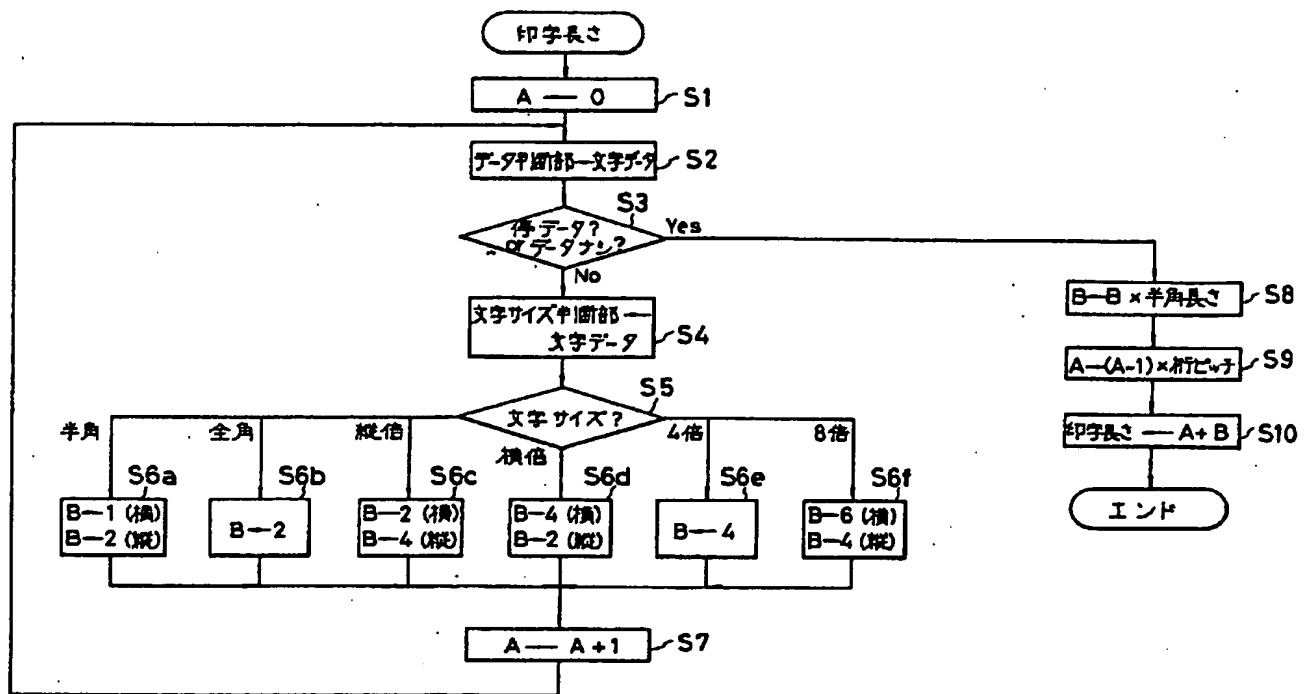 印字長さ
A ← 0
S1
データ判断部←文字データ
S2
停データ?
or データナシ?
S3
Yes
No
文字サイズ判断部←
文字データ
S4
文字サイズ?
S5
半角
全角
縦倍
横倍
4倍
8倍
S6a
B←1 (横)
B←2 (縦)
S6b
B←2
S6c
B←2 (横)
B←4 (縦)
S6d
B←4 (横)
B←2 (縦)
S6e
B←4
S6f
B←6 (横)
B←4 (縦)
A ← A+1
S7
B←B×半角長さ
S8
A←(A-1)×桁ピッチ
S9
印字長さ ← A+B
S10
エンド